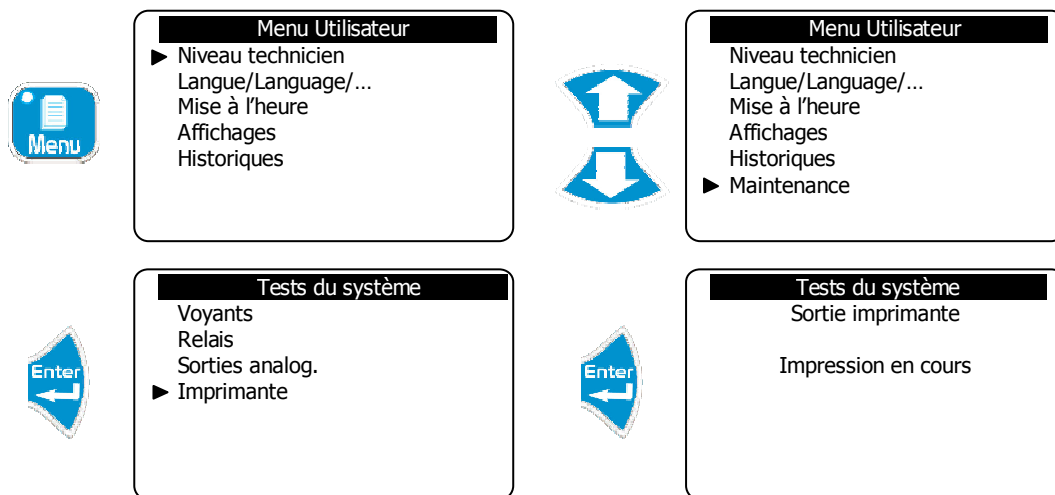 Menu
Menu Utilisateur
Niveau technicien
Langue/Language/...
Mise à l'heure
Affichages
Historiques
Menu Utilisateur
Niveau technicien
Langue/Language/...
Mise à l'heure
Affichages
Historiques
Maintenance
Enter
Tests du système
Voyants
Relais
Sorties analog.
Imprimante
Enter
Tests du système
Sortie imprimante
Impression en cours